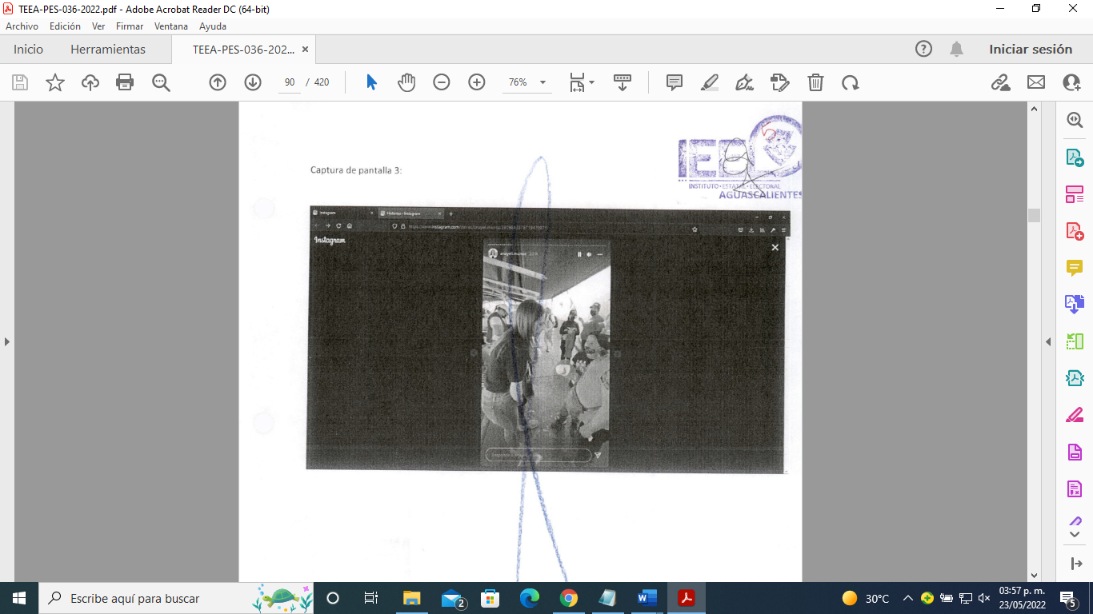 TEEA-PES-036-2022.pdf - Adobe Acrobat Reader DC (64-bit)
Archivo Edición Ver Firmar Ventana Ayuda
Inicio Herramientas TEEA-PES-036-202... × Iniciar sesión
90 / 420 76%
Captura de pantalla 3:
INSTITUTO ESTATAL ELECTORAL
AGUASCALIENTES
Instagram
Escribe aquí para buscar
2
30°C
03:57 p. m.
23/05/2022
5